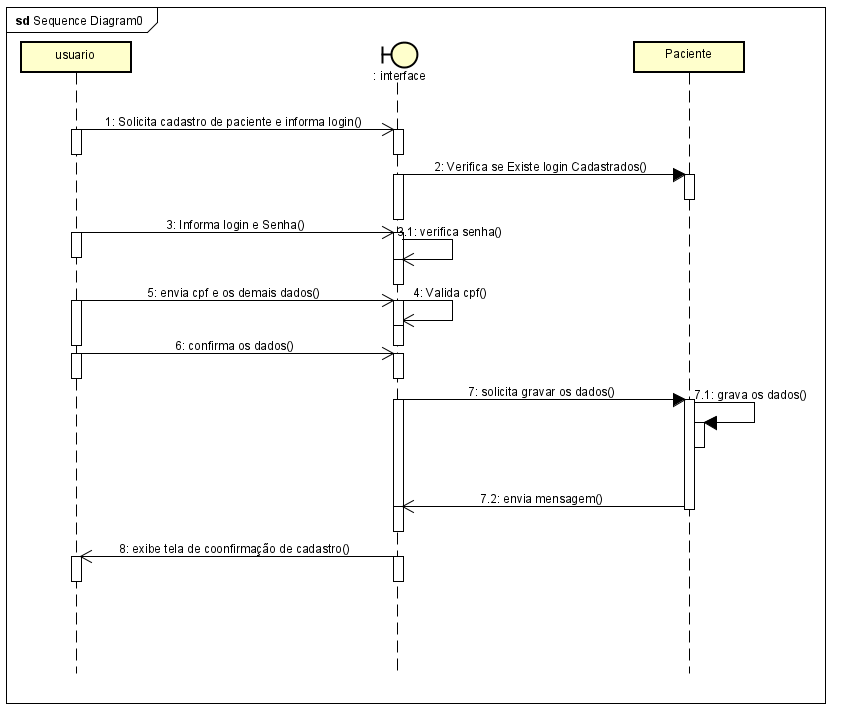 sd Sequence Diagram0
usuario
: interface
Paciente
1: Solicita cadastro de paciente e informa login()
2: Verifica se Existe login Cadastrados()
3: Informa login e Senha()
3.1: verifica senha()
5: envia cpf e os demais dados()
4: Valida cpf()
6: confirma os dados()
7: solicita gravar os dados()
7.1: grava os dados()
7.2: envia mensagem()
8: exibe tela de coonfirmação de cadastro()